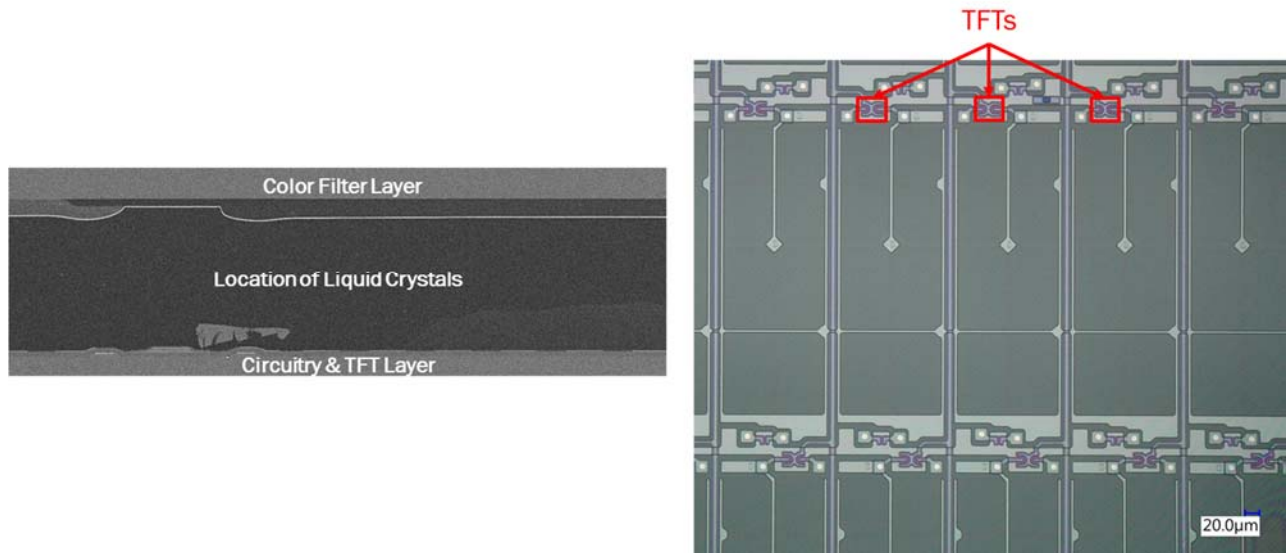 TFTs
Color Filter Layer
Location of Liquid Crystals
Circuitry & TFT Layer
20.0µm